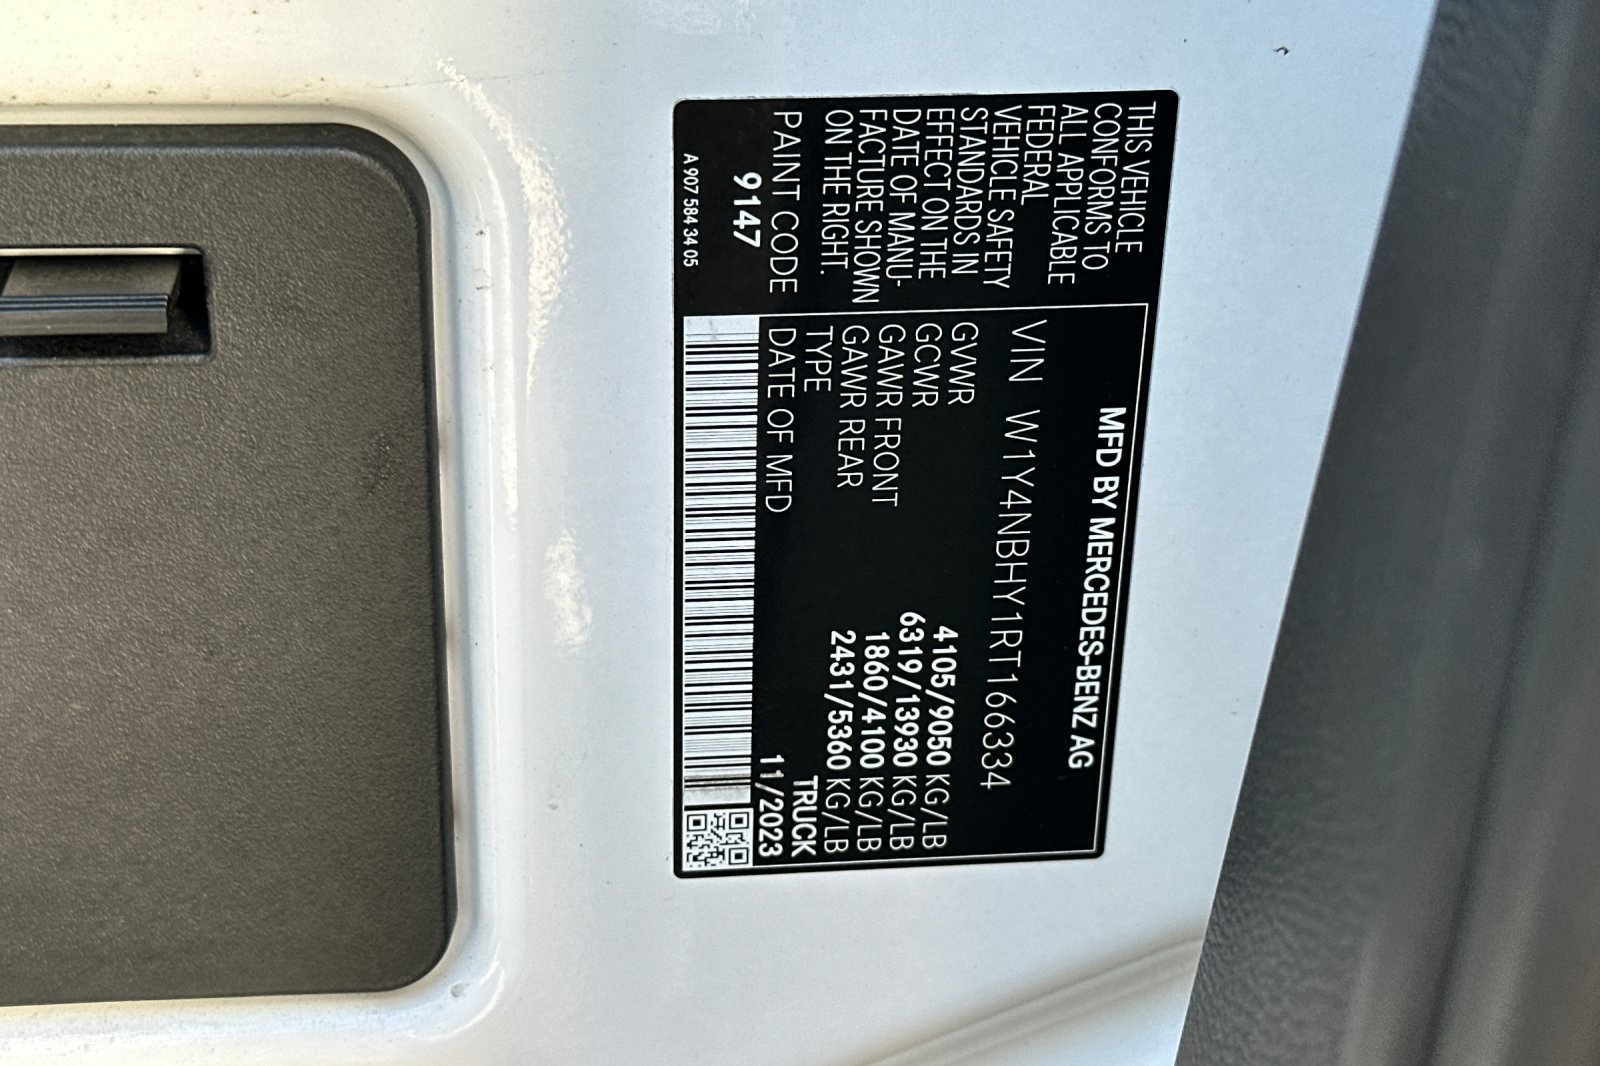 MFD BY MERCEDES-BENZ AG
THIS VEHICLE
CONFORMS TO
ALL APPLICABLE
FEDERAL
VEHICLE SAFETY
STANDARDS IN
EFFECT ON THE
DATE OF MANU-
FACTURE SHOWN
ON THE RIGHT.
PAINT CODE
9147
A 907 584 34 05
VIN W1Y4NBHY1RT166334
GVWR 4105/9050 KG/LB
GCWR 6319/13930 KG/LB
GAWR FRONT 1860/4100 KG/LB
GAWR REAR 2431/5360 KG/LB
TYPE TRUCK
DATE OF MFD 11/2023